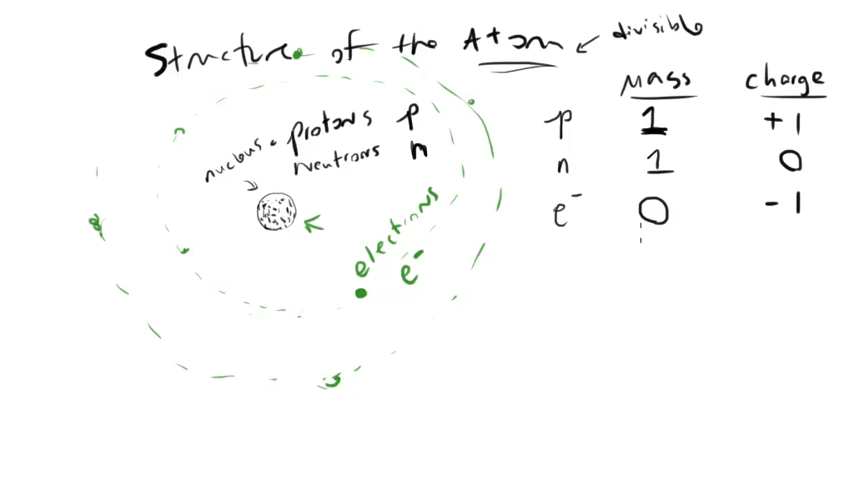 Structure of the Atom
divisible
Mass Charge
nucleus protons p
neutrons n
p 1 +1
n 1 0
e⁻ 0 -1
electrons
e⁻